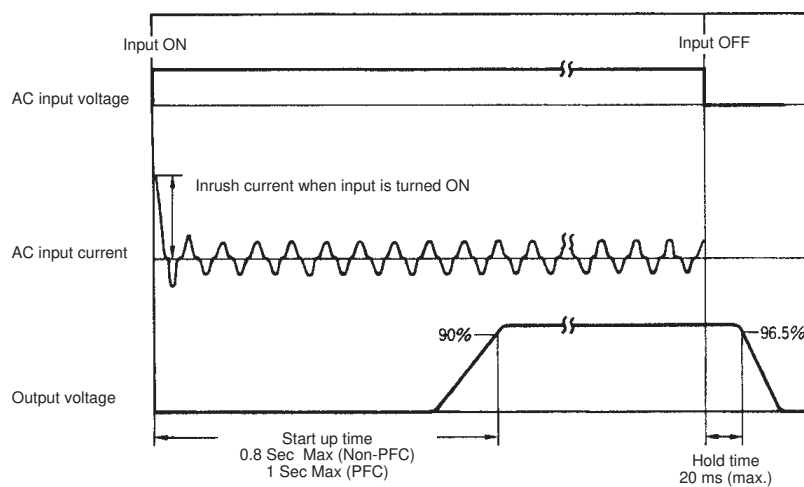 Input ON
Input OFF
AC input voltage
Inrush current when input is turned ON
AC input current
90%
96.5%
Output voltage
Start up time
0.8 Sec Max (Non-PFC)
1 Sec Max (PFC)
Hold time
20 ms (max.)